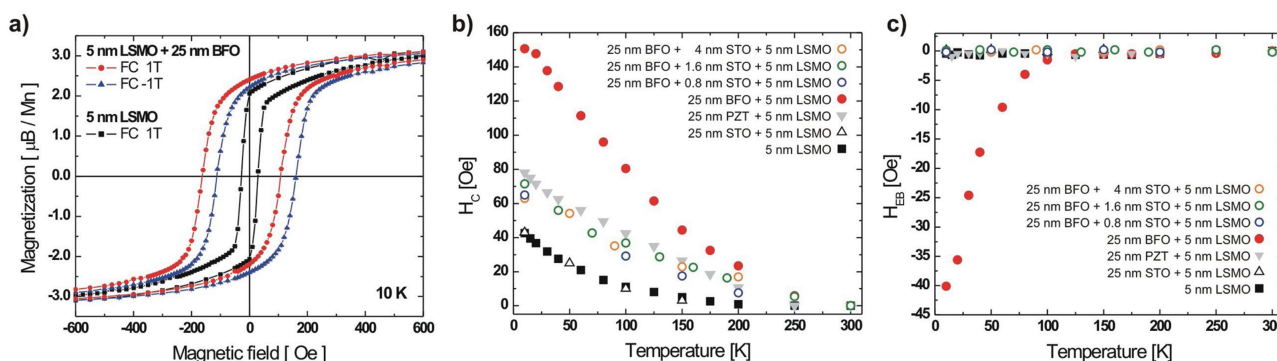 a)
5 nm LSMO + 25 nm BFO
FC 1T
FC -1T
5 nm LSMO
FC 1T
10 K
3.0
2.0
1.0
0.0
-1.0
-2.0
-3.0
Magnetization [ μB / Mn ]
-600 -400 -200 0 200 400 600
Magnetic field [ Oe ]
b)
25 nm BFO + 4 nm STO + 5 nm LSMO
25 nm BFO + 1.6 nm STO + 5 nm LSMO
25 nm BFO + 0.8 nm STO + 5 nm LSMO
25 nm BFO + 5 nm LSMO
25 nm PZT + 5 nm LSMO
25 nm STO + 5 nm LSMO
5 nm LSMO
160
140
120
100
80
60
40
20
0
HC [Oe]
0 50 100 150 200 250 300
Temperature [K]
c)
0
-5
-10
-15
-20
-25
-30
-35
-40
-45
HEB [Oe]
25 nm BFO + 4 nm STO + 5 nm LSMO
25 nm BFO + 1.6 nm STO + 5 nm LSMO
25 nm BFO + 0.8 nm STO + 5 nm LSMO
25 nm BFO + 5 nm LSMO
25 nm PZT + 5 nm LSMO
25 nm STO + 5 nm LSMO
5 nm LSMO
0 50 100 150 200 250 300
Temperature [K]